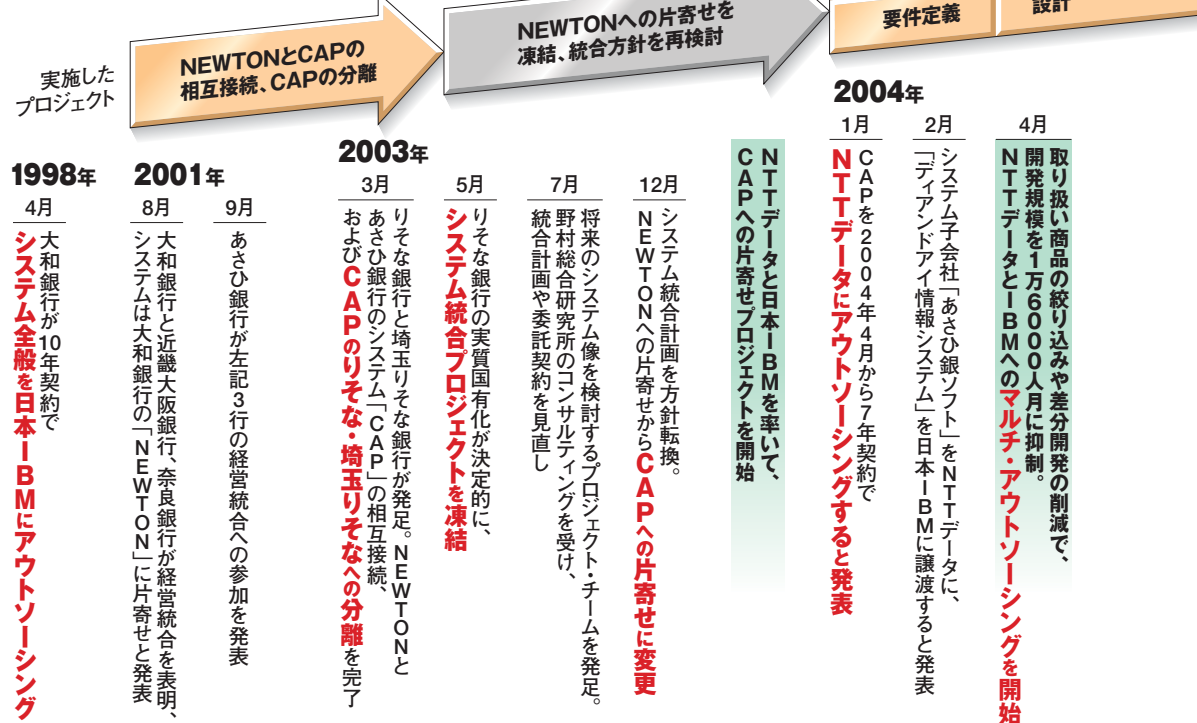 実施した
プロジェクト
NEWTONとCAPの
相互接続、CAPの分離
NEWTONへの片寄せを
凍結、統合方針を再検討
要件定義
設計
1998年
4月
大和銀行が10年契約で
システム全般を日本IBMにアウトソーシング
2001年
8月
大和銀行と近畿大阪銀行、奈良銀行が経営統合を表明、
システムは大和銀行の「NEWTON」に片寄せと発表
9月
あさひ銀行が左記3行の経営統合への参加を発表
2003年
3月
りそな銀行と埼玉りそな銀行が発足。NEWTONと
あさひ銀行のシステム「CAP」の相互接続、
およびCAPのりそな・埼玉りそなへの分離を完了
5月
りそな銀行の実質国有化が決定的に、
システム統合プロジェクトを凍結
7月
将来のシステム像を検討するプロジェクト・チームを発足。
野村総合研究所のコンサルティングを受け、
統合計画や委託契約を見直し
12月
システム統合計画を方針転換。
NEWTONへの片寄せからCAPへの片寄せに変更
NTTデータと日本IBMを率いて、
CAPへの片寄せプロジェクトを開始
2004年
1月
CAPを2004年4月から7年契約で
NTTデータにアウトソーシングすると発表
2月
システム子会社「あさひ銀ソフト」をNTTデータに、
「ディアンドアイ情報システム」を日本IBMに譲渡すると発表
4月
取り扱い商品の絞り込みや差分開発の削減で、
開発規模を1万6000人月に抑制。
NTTデータとIBMへのマルチ・アウトソーシングを開始